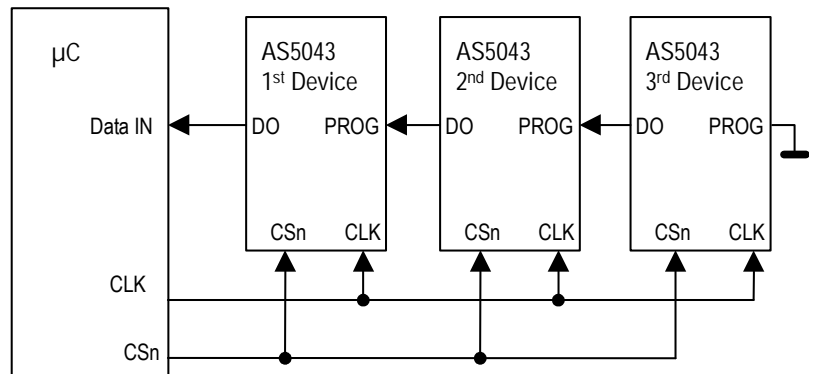 µC
AS5043
1st Device
AS5043
2nd Device
AS5043
3rd Device
Data IN
DO
PROG
DO
PROG
DO
PROG
CSn
CLK
CSn
CLK
CSn
CLK
CLK
CSn